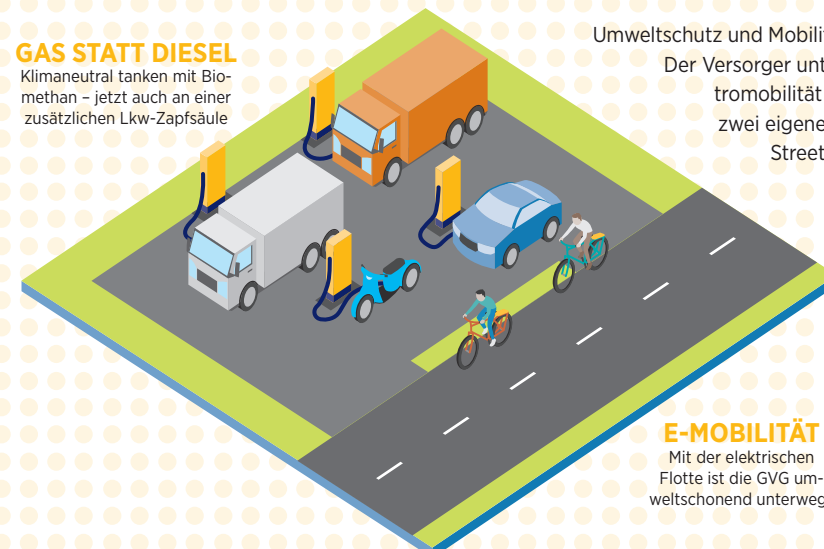 GAS STATT DIESEL
Klimaneutral tanken mit Bio-
methan – jetzt auch an einer
zusätzlichen Lkw-Zapfsäule
Umweltschutz und Mobilit
Der Versorger unt
tromobilität
zwei eigene
Street
E-MOBILITÄT
Mit der elektrischen
Flotte ist die GVG um-
weltschonend unterweg